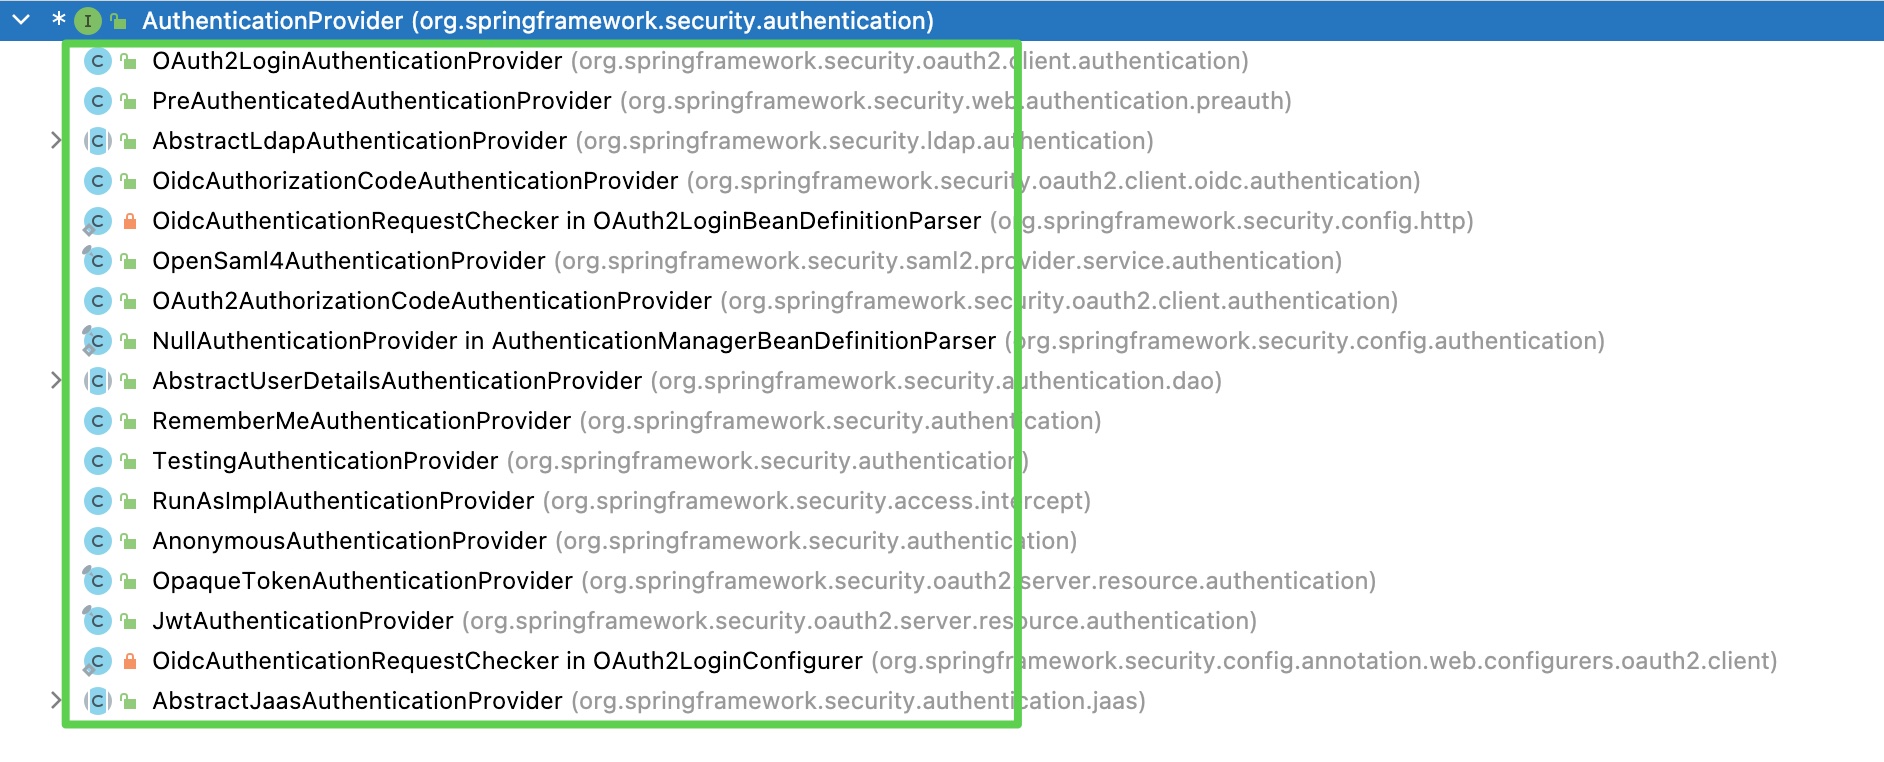 * I AuthenticationProvider (org.springframework.security.authentication)
C OAuth2LoginAuthenticationProvider (org.springframework.security.oauth2.client.authentication)
C PreAuthenticatedAuthenticationProvider (org.springframework.security.web.authentication.preauth)
C AbstractLdapAuthenticationProvider (org.springframework.security.ldap.authentication)
C OidcAuthorizationCodeAuthenticationProvider (org.springframework.security.oauth2.client.oidc.authentication)
C OidcAuthenticationRequestChecker in OAuth2LoginBeanDefinitionParser (org.springframework.security.config.http)
C OpenSaml4AuthenticationProvider (org.springframework.security.saml2.provider.service.authentication)
C OAuth2AuthorizationCodeAuthenticationProvider (org.springframework.security.oauth2.client.authentication)
C NullAuthenticationProvider in AuthenticationManagerBeanDefinitionParser (org.springframework.security.config.authentication)
C AbstractUserDetailsAuthenticationProvider (org.springframework.security.authentication.dao)
C RememberMeAuthenticationProvider (org.springframework.security.authentication)
C TestingAuthenticationProvider (org.springframework.security.authentication)
C RunAsImplAuthenticationProvider (org.springframework.security.access.intercept)
C AnonymousAuthenticationProvider (org.springframework.security.authentication)
C OpaqueTokenAuthenticationProvider (org.springframework.security.oauth2.server.resource.authentication)
C JwtAuthenticationProvider (org.springframework.security.oauth2.server.resource.authentication)
C OidcAuthenticationRequestChecker in OAuth2LoginConfigurer (org.springframework.security.config.annotation.web.configurers.oauth2.client)
C AbstractJaasAuthenticationProvider (org.springframework.security.authentication.jaas)